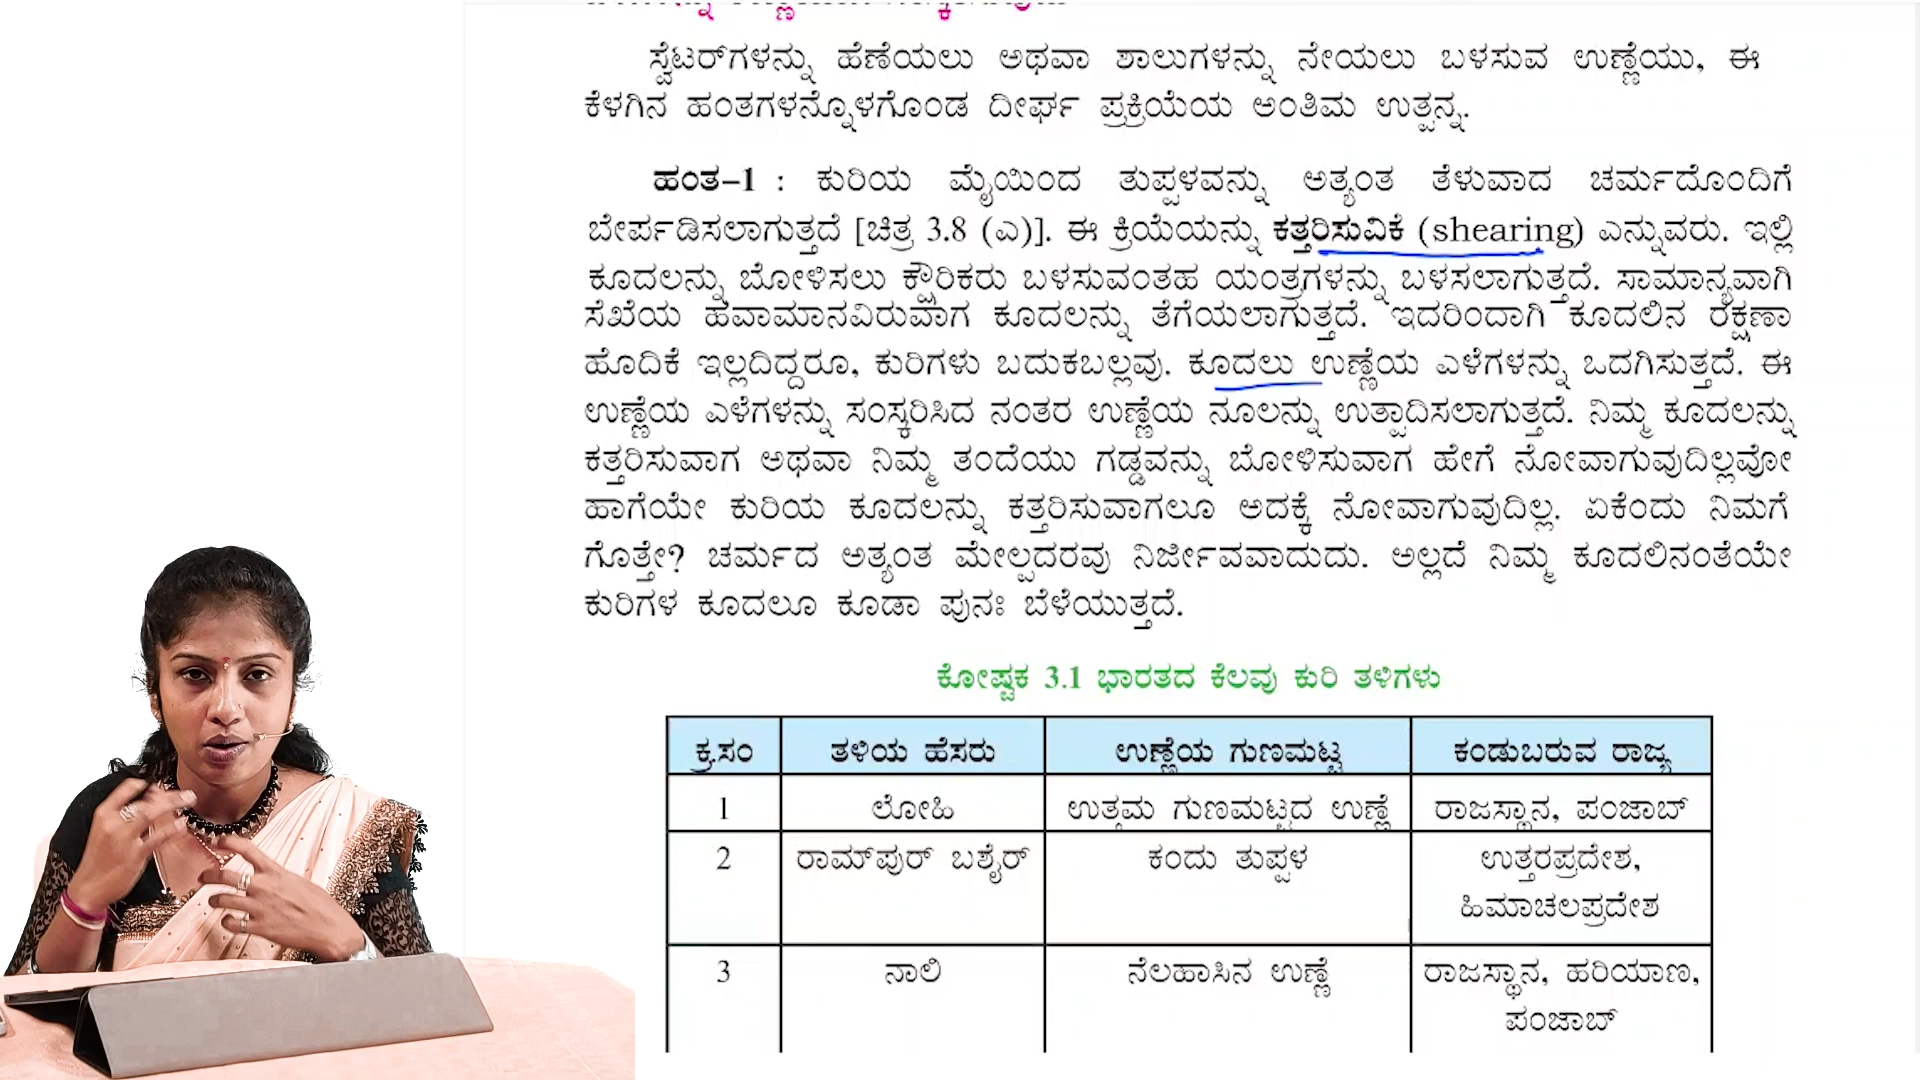 ಸ್ವೆಟರ್‌ಗಳನ್ನು ಹೆಣೆಯಲು ಅಥವಾ ಶಾಲುಗಳನ್ನು ನೇಯಲು ಬಳಸುವ ಉಣ್ಣೆಯು, ಈ
ಕೆಳಗಿನ ಹಂತಗಳನ್ನೊಳಗೊಂಡ ದೀರ್ಘ ಪ್ರಕ್ರಿಯೆಯ ಅಂತಿಮ ಉತ್ಪನ್ನ.
ಹಂತ–1 : ಕುರಿಯ ಮೈಯಿಂದ ತುಪ್ಪಳವನ್ನು ಅತ್ಯಂತ ತೆಳುವಾದ ಚರ್ಮದೊಂದಿಗೆ
ಬೇರ್ಪಡಿಸಲಾಗುತ್ತದೆ [ಚಿತ್ರ 3.8 (ಎ)]. ಈ ಕ್ರಿಯೆಯನ್ನು ಕತ್ತರಿಸುವಿಕೆ (shearing) ಎನ್ನುವರು. ಇಲ್ಲಿ
ಕೂದಲನ್ನು ಬೋಳಿಸಲು ಕ್ಷೌರಿಕರು ಬಳಸುವಂತಹ ಯಂತ್ರಗಳನ್ನು ಬಳಸಲಾಗುತ್ತದೆ. ಸಾಮಾನ್ಯವಾಗಿ
ಸೆಖೆಯ ಹವಾಮಾನವಿರುವಾಗ ಕೂದಲನ್ನು ತೆಗೆಯಲಾಗುತ್ತದೆ. ಇದರಿಂದಾಗಿ ಕೂದಲಿನ ರಕ್ಷಣಾ
ಹೊದಿಕೆ ಇಲ್ಲದಿದ್ದರೂ, ಕುರಿಗಳು ಬದುಕಬಲ್ಲವು. ಕೂದಲು ಉಣ್ಣೆಯ ಎಳೆಗಳನ್ನು ಒದಗಿಸುತ್ತದೆ. ಈ
ಉಣ್ಣೆಯ ಎಳೆಗಳನ್ನು ಸಂಸ್ಕರಿಸಿದ ನಂತರ ಉಣ್ಣೆಯ ನೂಲನ್ನು ಉತ್ಪಾದಿಸಲಾಗುತ್ತದೆ. ನಿಮ್ಮ ಕೂದಲನ್ನು
ಕತ್ತರಿಸುವಾಗ ಅಥವಾ ನಿಮ್ಮ ತಂದೆಯು ಗಡ್ಡವನ್ನು ಬೋಳಿಸುವಾಗ ಹೇಗೆ ನೋವಾಗುವುದಿಲ್ಲವೋ
ಹಾಗೆಯೇ ಕುರಿಯ ಕೂದಲನ್ನು ಕತ್ತರಿಸುವಾಗಲೂ ಅದಕ್ಕೆ ನೋವಾಗುವುದಿಲ್ಲ. ಏಕೆಂದು ನಿಮಗೆ
ಗೊತ್ತೇ? ಚರ್ಮದ ಅತ್ಯಂತ ಮೇಲ್ಪದರವು ನಿರ್ಜೀವವಾದುದು. ಅಲ್ಲದೆ ನಿಮ್ಮ ಕೂದಲಿನಂತೆಯೇ
ಕುರಿಗಳ ಕೂದಲೂ ಕೂಡಾ ಪುನಃ ಬೆಳೆಯುತ್ತದೆ.
ಕೋಷ್ಟಕ 3.1 ಭಾರತದ ಕೆಲವು ಕುರಿ ತಳಿಗಳು
ಕ್ರ.ಸಂ ತಳಿಯ ಹೆಸರು ಉಣ್ಣೆಯ ಗುಣಮಟ್ಟ ಕಂಡುಬರುವ ರಾಜ್ಯ
1 ಲೋಹಿ ಉತ್ತಮ ಗುಣಮಟ್ಟದ ಉಣ್ಣೆ ರಾಜಸ್ಥಾನ, ಪಂಜಾಬ್
2 ರಾಮ್‌ಪುರ್ ಬಶೈರ್ ಕಂದು ತುಪ್ಪಳ ಉತ್ತರಪ್ರದೇಶ,
ಹಿಮಾಚಲಪ್ರದೇಶ
3 ನಾಲಿ ನೆಲಹಾಸಿನ ಉಣ್ಣೆ ರಾಜಸ್ಥಾನ, ಹರಿಯಾಣ,
ಪಂಜಾಬ್